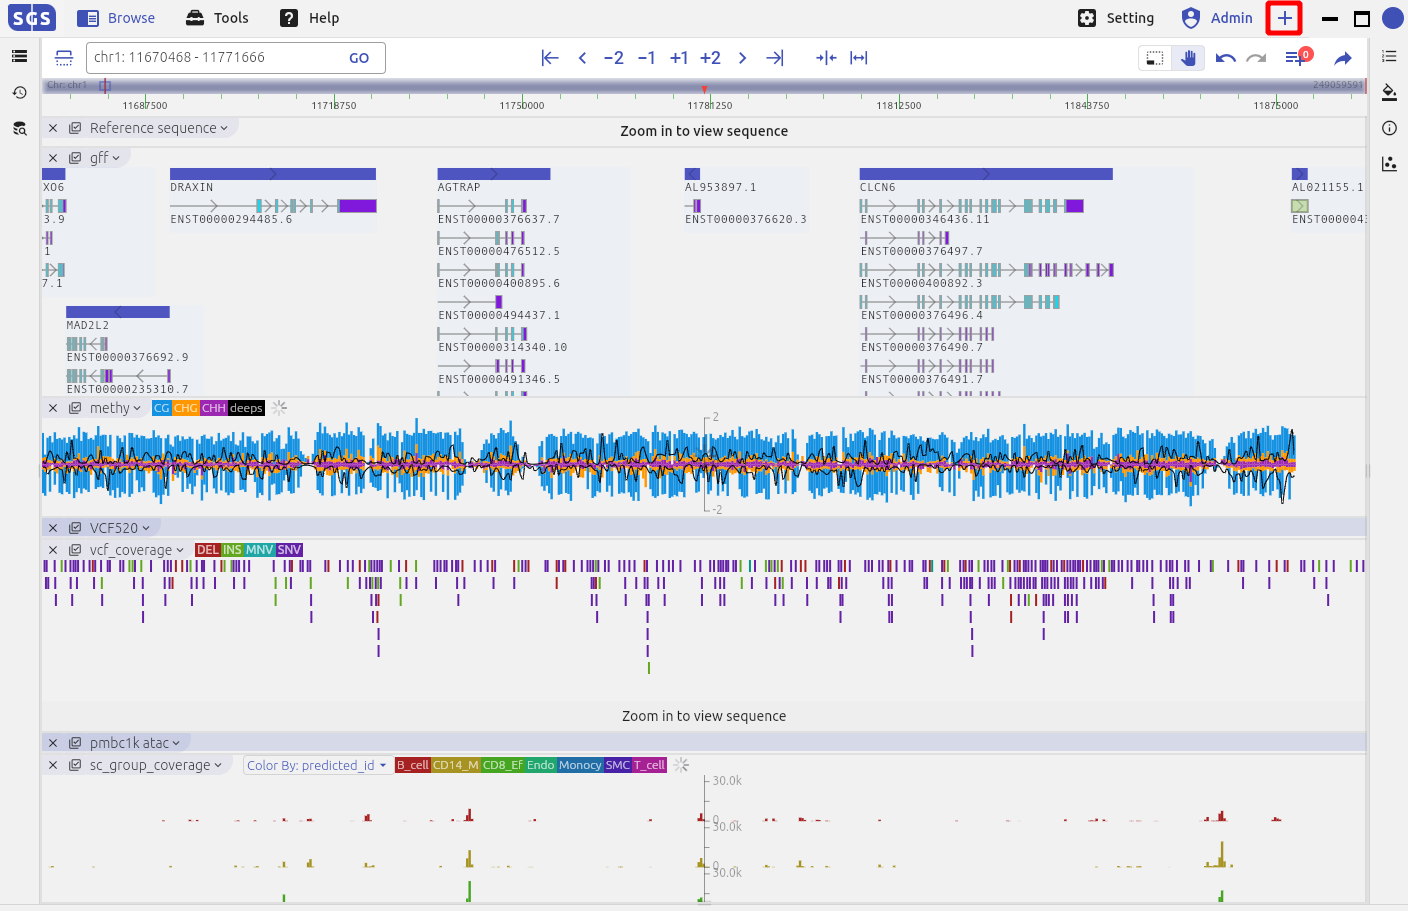 SGS Browse Tools Help Setting Admin
chr1: 11670468 - 11771666 GO −2 −1 +1 +2 0
Chr: chr1 249059591
11687500 11718750 11750000 11781250 11812500 11843750 11875000
Reference sequence Zoom in to view sequence
gff
XO6 DRAXIN AGTRAP AL953897.1 CLCN6 AL021155.1
3.9 ENST00000294485.6 ENST00000376637.7 ENST00000376620.3 ENST00000346436.11 ENST0000043
1 ENST00000476512.5 ENST00000376497.7
7.1 ENST00000400895.6 ENST00000400892.3
MAD2L2 ENST00000494437.1 ENST00000376496.4
ENST00000376692.9 ENST00000314340.10 ENST00000376490.7
ENST00000235310.7 ENST00000491346.5 ENST00000376491.7
methy CG CHG CHH deeps
2
-2
VCF520
vcf_coverage DEL INS MNV SNV
Zoom in to view sequence
pmbc1k atac
sc_group_coverage Color By: predicted_id B_cell CD14_M CD8_Ef Endo Monocy SMC T_cell
30.0k
0
30.0k
0
30.0k